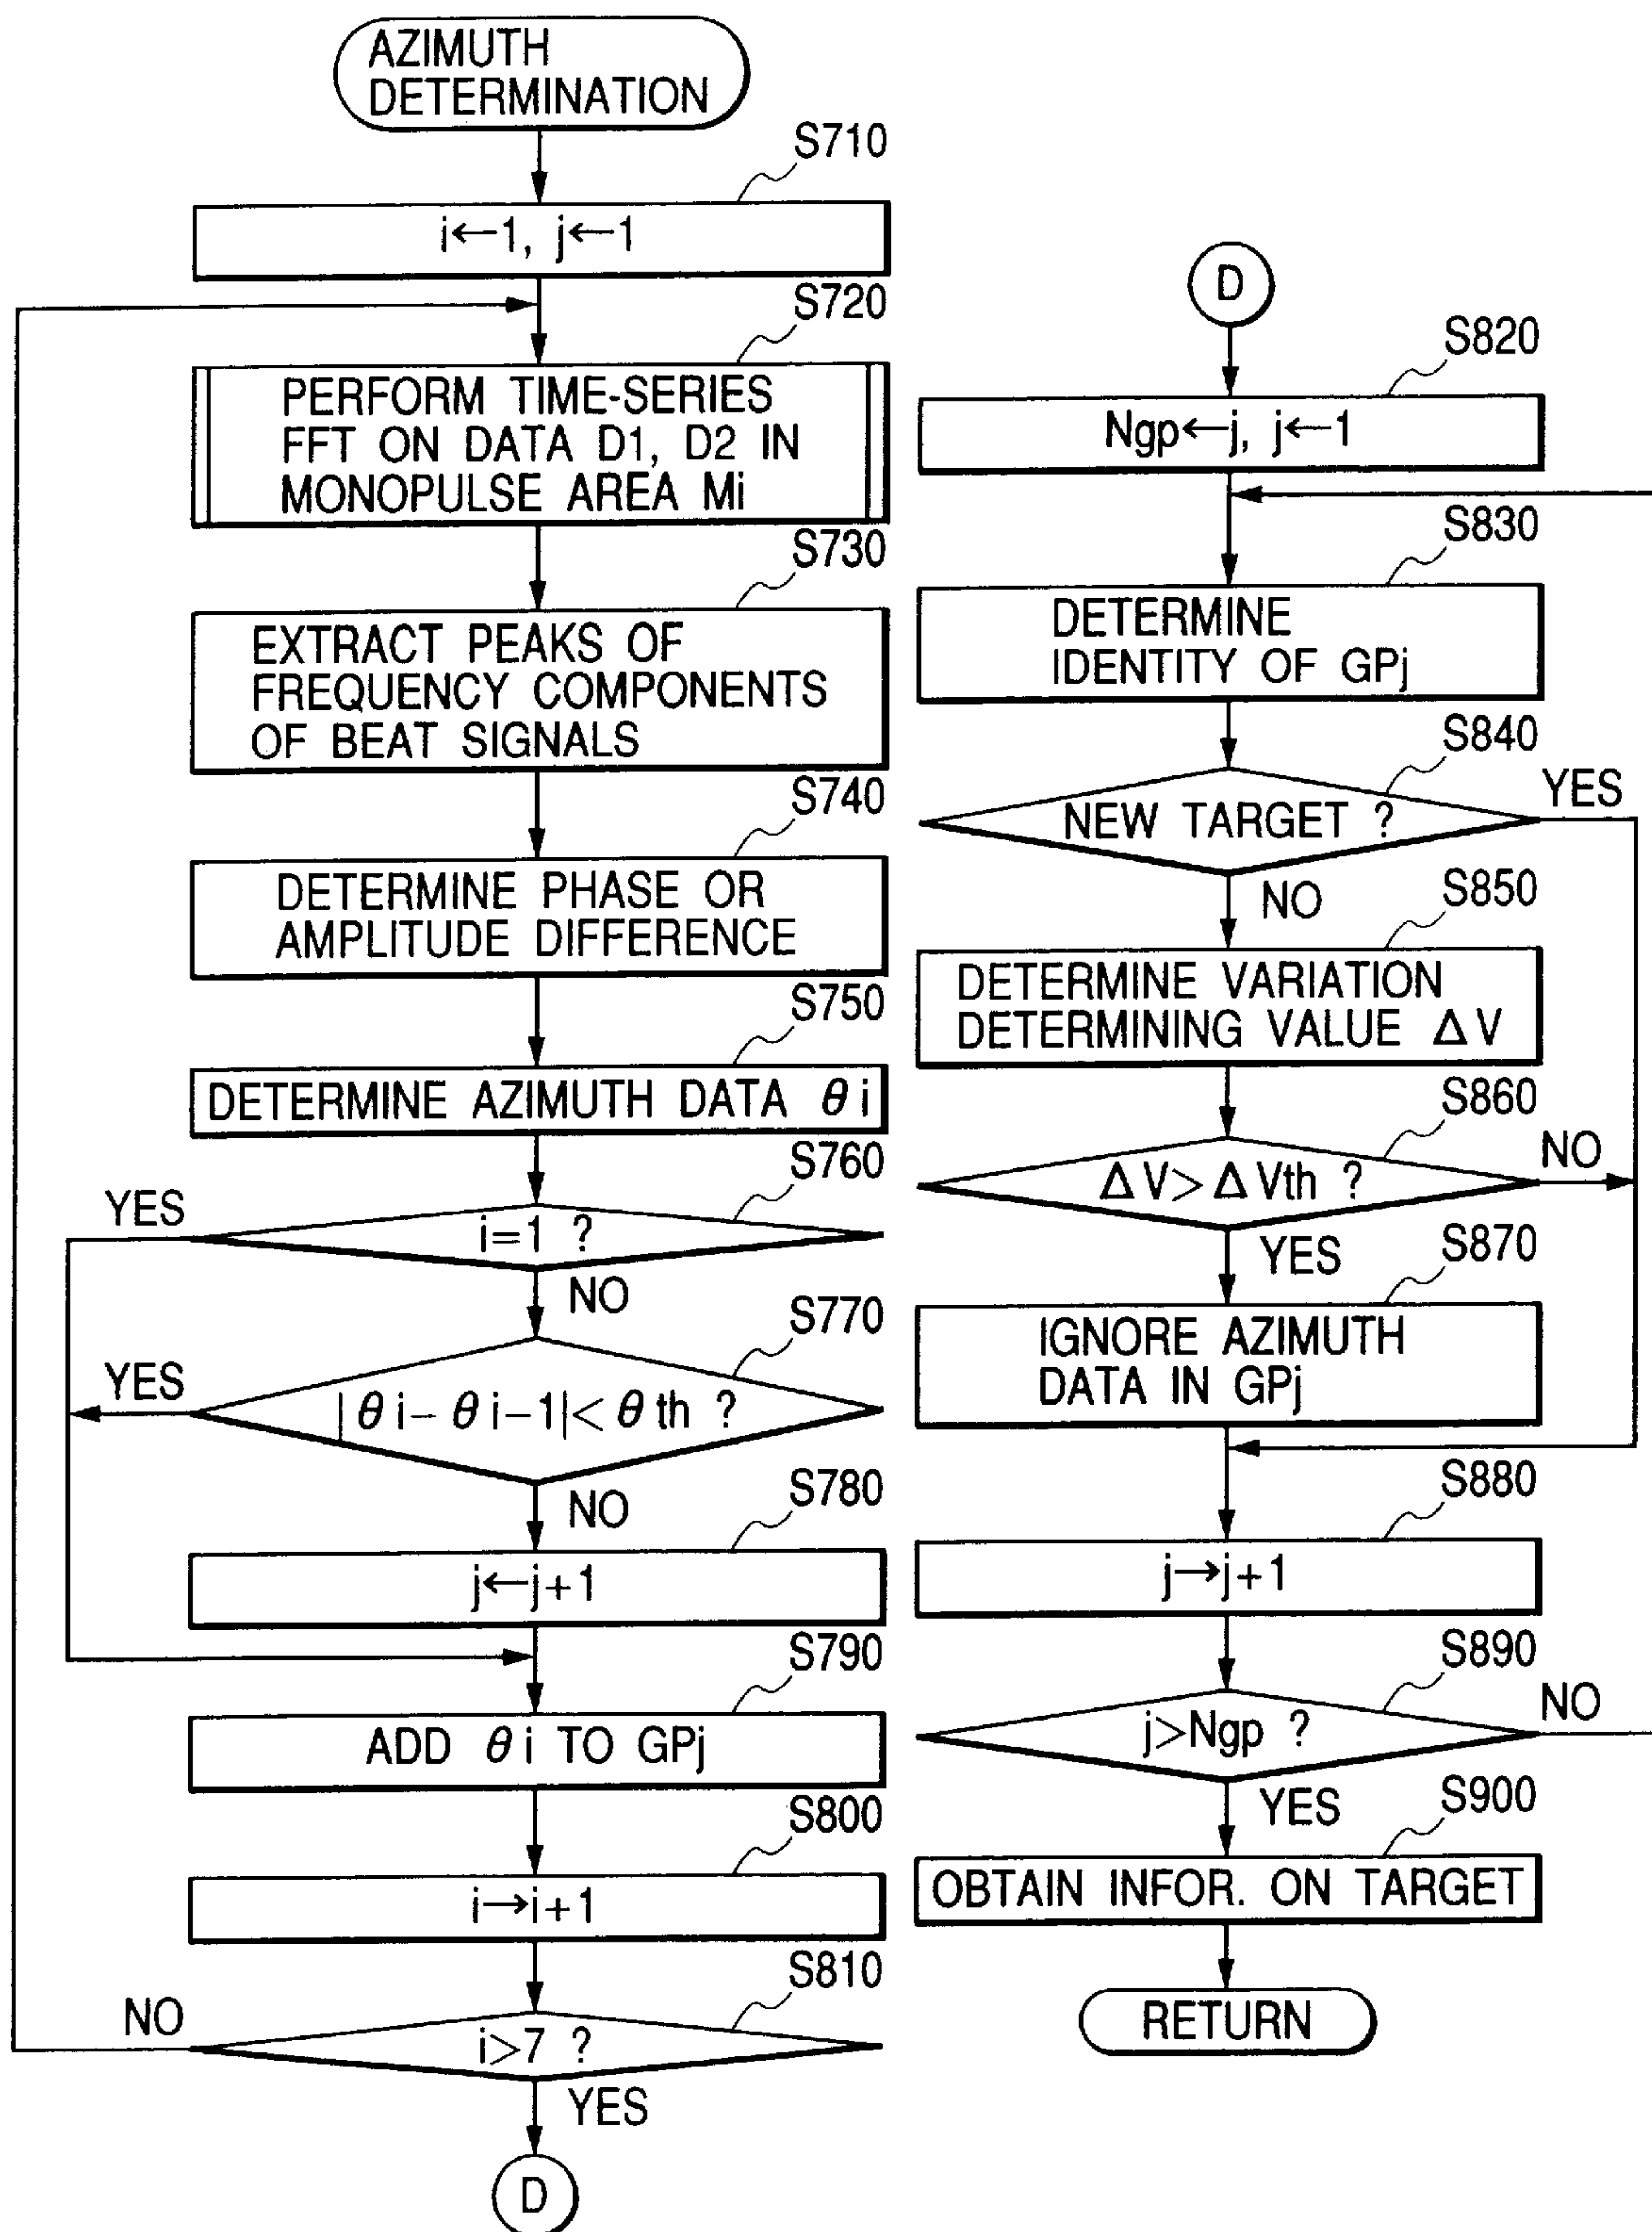 AZIMUTH
DETERMINATION
S710
i←1, j←1
S720
PERFORM TIME-SERIES
FFT ON DATA D1, D2 IN
MONOPULSE AREA Mi
S730
EXTRACT PEAKS OF
FREQUENCY COMPONENTS
OF BEAT SIGNALS
S740
DETERMINE PHASE OR
AMPLITUDE DIFFERENCE
S750
DETERMINE AZIMUTH DATA θi
S760
YES
i=1 ?
NO
S770
YES
|θi-θi-1|<θth ?
NO
S780
j←j+1
S790
ADD θi TO GPj
S800
i→i+1
S810
NO
i>7 ?
YES
D
D
S820
Ngp←j, j←1
S830
DETERMINE
IDENTITY OF GPj
S840
YES
NEW TARGET ?
NO
S850
DETERMINE VARIATION
DETERMINING VALUE ΔV
S860
NO
ΔV>ΔVth ?
YES
S870
IGNORE AZIMUTH
DATA IN GPj
S880
j→j+1
S890
NO
j>Ngp ?
YES
S900
OBTAIN INFOR. ON TARGET
RETURN